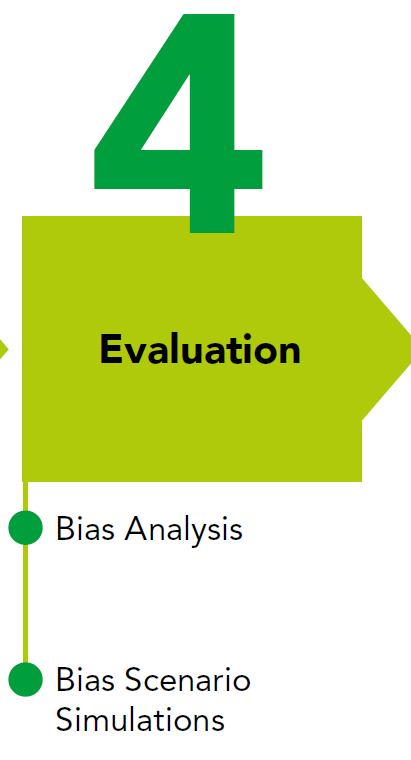 4
Evaluation
Bias Analysis
Bias Scenario
Simulations